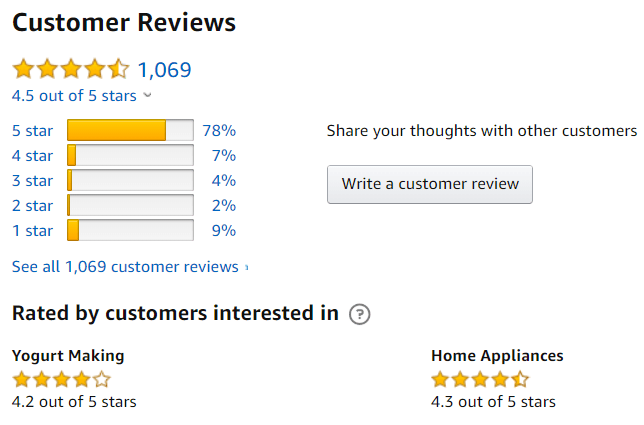 Customer Reviews
1,069
4.5 out of 5 stars
5 star 78%
4 star 7%
3 star 4%
2 star 2%
1 star 9%
See all 1,069 customer reviews ›
Share your thoughts with other customers
Write a customer review
Rated by customers interested in ?
Yogurt Making
4.2 out of 5 stars
Home Appliances
4.3 out of 5 stars